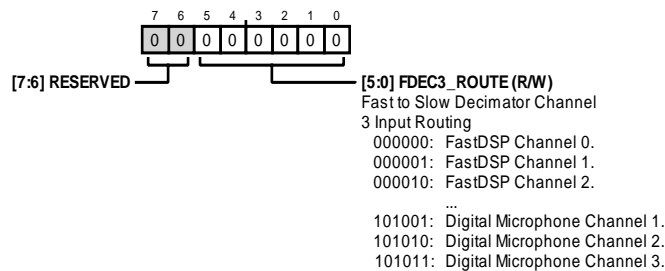 7 6 5 4 3 2 1 0
0 0 0 0 0 0 0 0
[7:6] RESERVED
[5:0] FDEC3_ROUTE (R/W)
Fast to Slow Decimator Channel
3 Input Routing
000000: FastDSP Channel 0.
000001: FastDSP Channel 1.
000010: FastDSP Channel 2.
...
101001: Digital Microphone Channel 1.
101010: Digital Microphone Channel 2.
101011: Digital Microphone Channel 3.